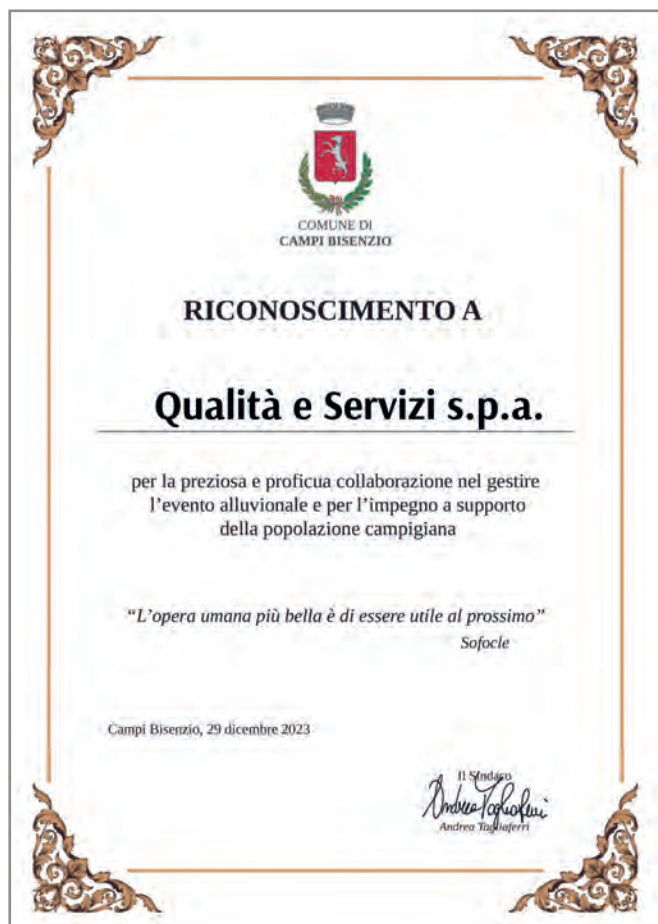 COMUNE DI
CAMPI BISENZIO
RICONOSCIMENTO A
Qualità e Servizi s.p.a.
per la preziosa e proficua collaborazione nel gestire
l’evento alluvionale e per l’impegno a supporto
della popolazione campigiana
“L’opera umana più bella è di essere utile al prossimo”
Sofocle
Campi Bisenzio, 29 dicembre 2023
Il Sindaco
Andrea Tagliaferri
Andrea Tagliaferri